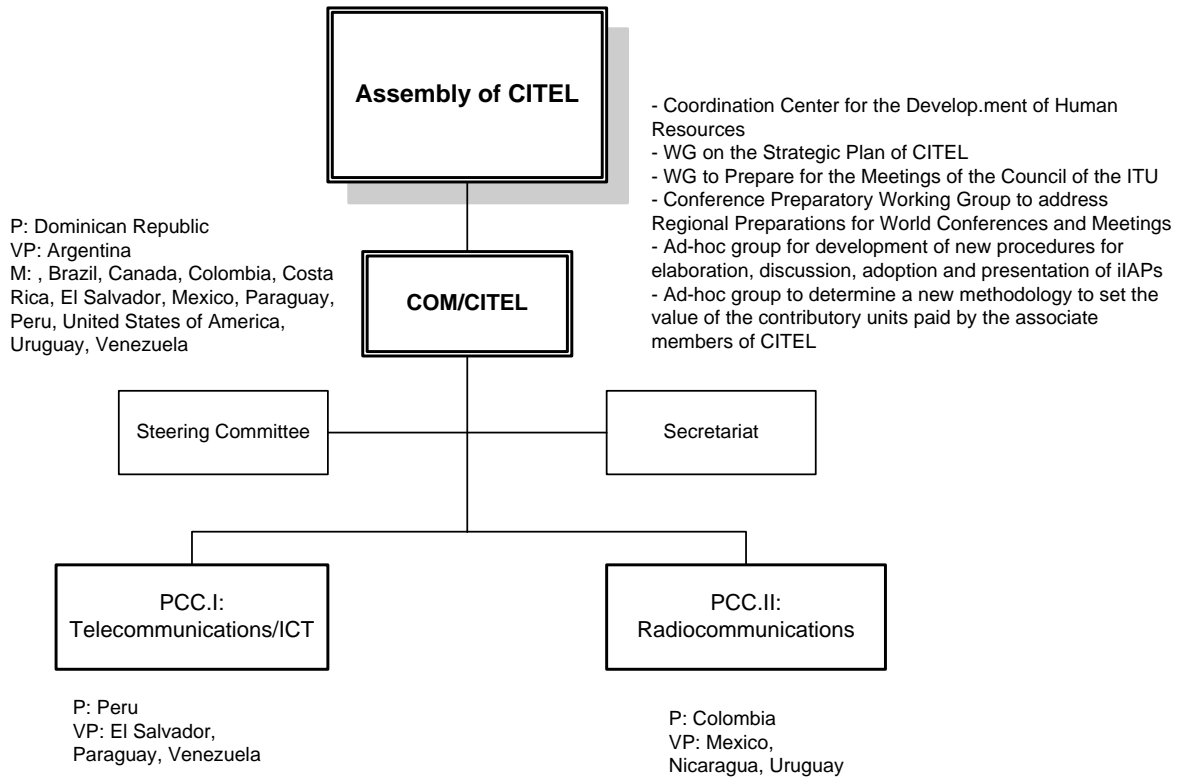 Assembly of CITEL
- Coordination Center for the Develop.ment of Human
Resources
- WG on the Strategic Plan of CITEL
- WG to Prepare for the Meetings of the Council of the ITU
- Conference Preparatory Working Group to address
Regional Preparations for World Conferences and Meetings
- Ad-hoc group for development of new procedures for
elaboration, discussion, adoption and presentation of iIAPs
- Ad-hoc group to determine a new methodology to set the
value of the contributory units paid by the associate
members of CITEL
P: Dominican Republic
VP: Argentina
M: , Brazil, Canada, Colombia, Costa
Rica, El Salvador, Mexico, Paraguay,
Peru, United States of America,
Uruguay, Venezuela
COM/CITEL
Steering Committee
Secretariat
PCC.I:
Telecommunications/ICT
PCC.II:
Radiocommunications
P: Peru
VP: El Salvador,
Paraguay, Venezuela
P: Colombia
VP: Mexico,
Nicaragua, Uruguay